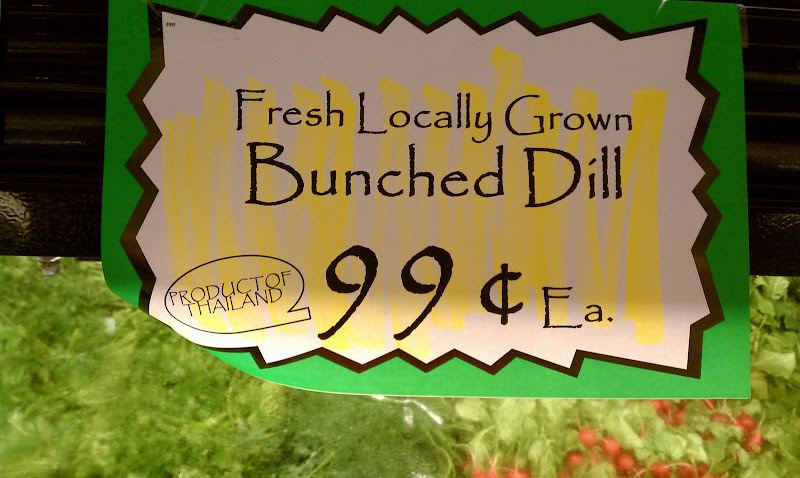 Fresh Locally Grown
Bunched Dill
99¢ Ea.
PRODUCT OF
THAILAND